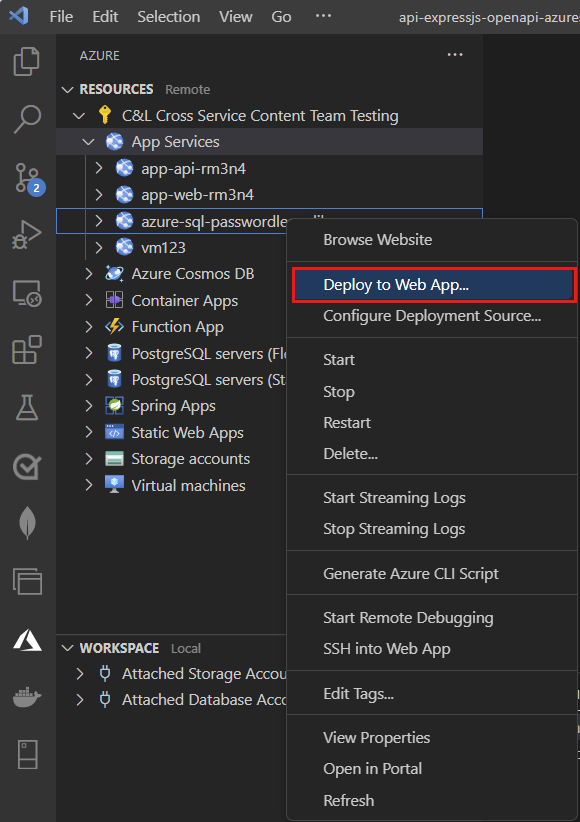 File Edit Selection View Go ··· api-expressjs-openapi-azure
AZURE ···
RESOURCES Remote
C&L Cross Service Content Team Testing
App Services
app-api-rm3n4
app-web-rm3n4
azure-sql-passwordle
vm123
Azure Cosmos DB
Container Apps
Function App
PostgreSQL servers (Fle
PostgreSQL servers (Sta
Spring Apps
Static Web Apps
Storage accounts
Virtual machines
2
Browse Website
Deploy to Web App...
Configure Deployment Source...
Start
Stop
Restart
Delete...
Start Streaming Logs
Stop Streaming Logs
Generate Azure CLI Script
Start Remote Debugging
SSH into Web App
Edit Tags...
View Properties
Open in Portal
Refresh
WORKSPACE Local
Attached Storage Accou
Attached Database Acco